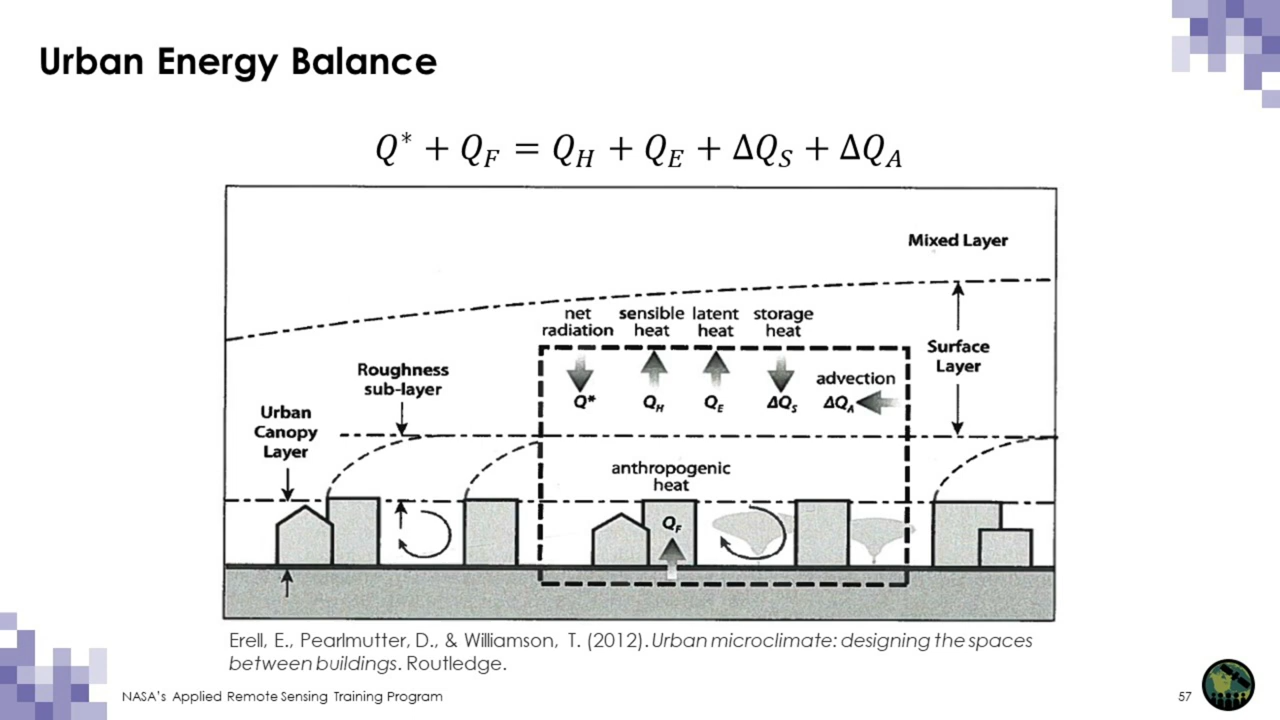 Urban Energy Balance
Q* + Q_F = Q_H + Q_E + ΔQ_S + ΔQ_A
Mixed Layer
net radiation
sensible heat
latent heat
storage heat
Surface
Layer
Roughness
sub-layer
advection
Q*
Q_H
Q_E
ΔQ_S
ΔQ_A
Urban
Canopy
Layer
anthropogenic
heat
Q_F
Erell, E., Pearlmutter, D., & Williamson, T. (2012). Urban microclimate: designing the spaces
between buildings. Routledge.
NASA's Applied Remote Sensing Training Program
57